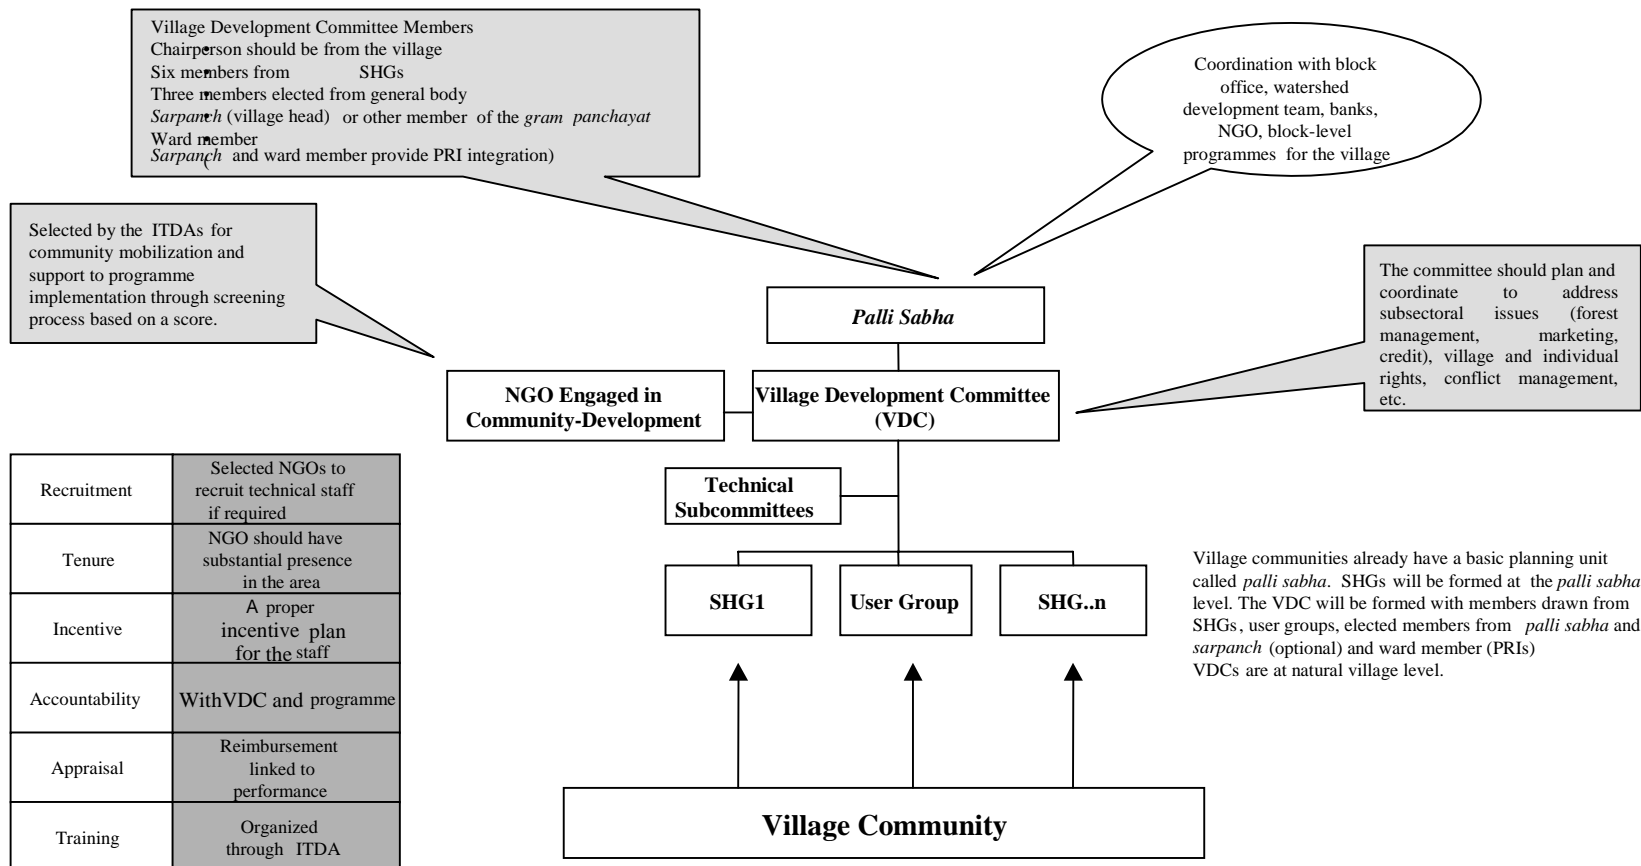 Village Development Committee Members
• Chairperson should be from the village
• Six members from SHGs
• Three members elected from general body
• Sarpanch (village head) or other member of the gram panchayat
• Ward member
(Sarpanch and ward member provide PRI integration)
Coordination with block
office, watershed
development team, banks,
NGO, block-level
programmes for the village
Selected by the ITDAs for
community mobilization and
support to programme
implementation through screening
process based on a score.
The committee should plan and
coordinate to address
subsectoral issues (forest
management, marketing,
credit), village and individual
rights, conflict management,
etc.
Palli Sabha
NGO Engaged in
Community-Development
Village Development Committee
(VDC)
Technical
Subcommittees
SHG1
User Group
SHG..n
Village Community
Recruitment
Selected NGOs to
recruit technical staff
if required
Tenure
NGO should have
substantial presence
in the area
Incentive
A proper
incentive plan
for the staff
Accountability
WithVDC and programme
Appraisal
Reimbursement
linked to
performance
Training
Organized
through ITDA
Village communities already have a basic planning unit
called palli sabha. SHGs will be formed at the palli sabha
level. The VDC will be formed with members drawn from
SHGs, user groups, elected members from palli sabha and
sarpanch (optional) and ward member (PRIs)
VDCs are at natural village level.